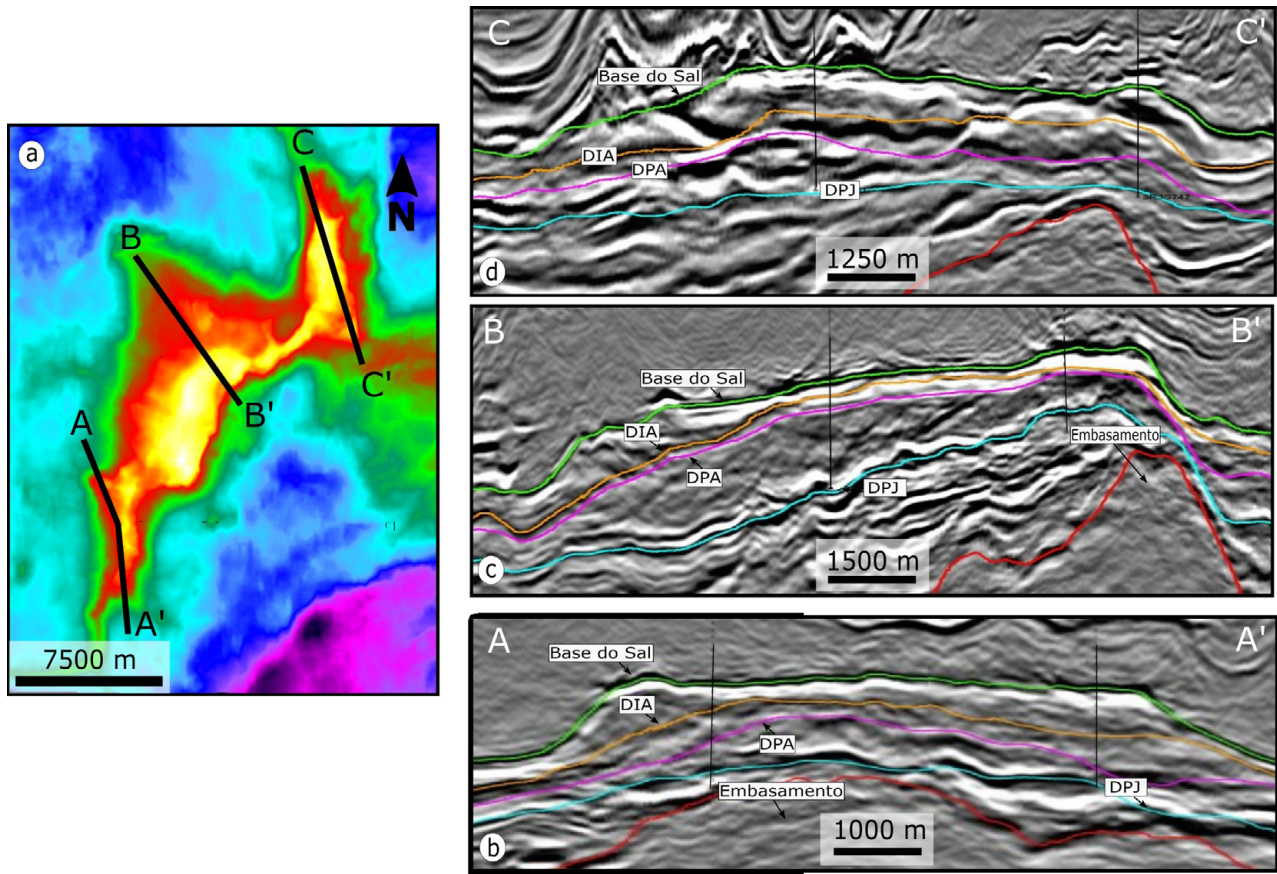 a
C
N
B
C'
A
B'
A'
7500 m
C
C'
Base do Sal
DIA
DPA
DPJ
1250 m
d
B
B'
Base do Sal
DIA
DPA
Embasamento
DPJ
1500 m
c
A
A'
Base do Sal
DIA
DPA
DPJ
Embasamento
1000 m
b